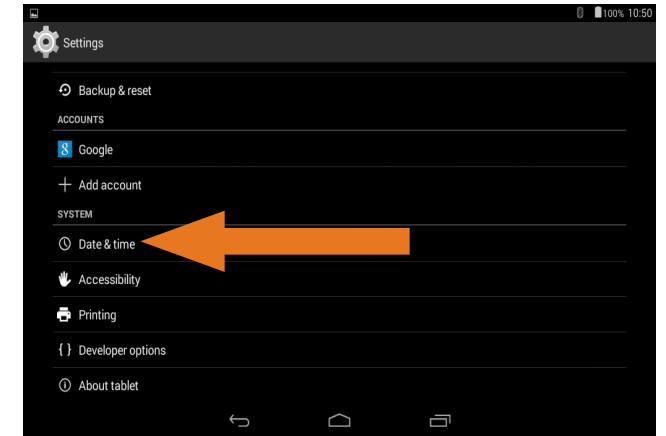 100% 10:50
Settings
Backup & reset
ACCOUNTS
8 Google
Add account
SYSTEM
Date & time
Accessibility
Printing
{ } Developer options
About tablet